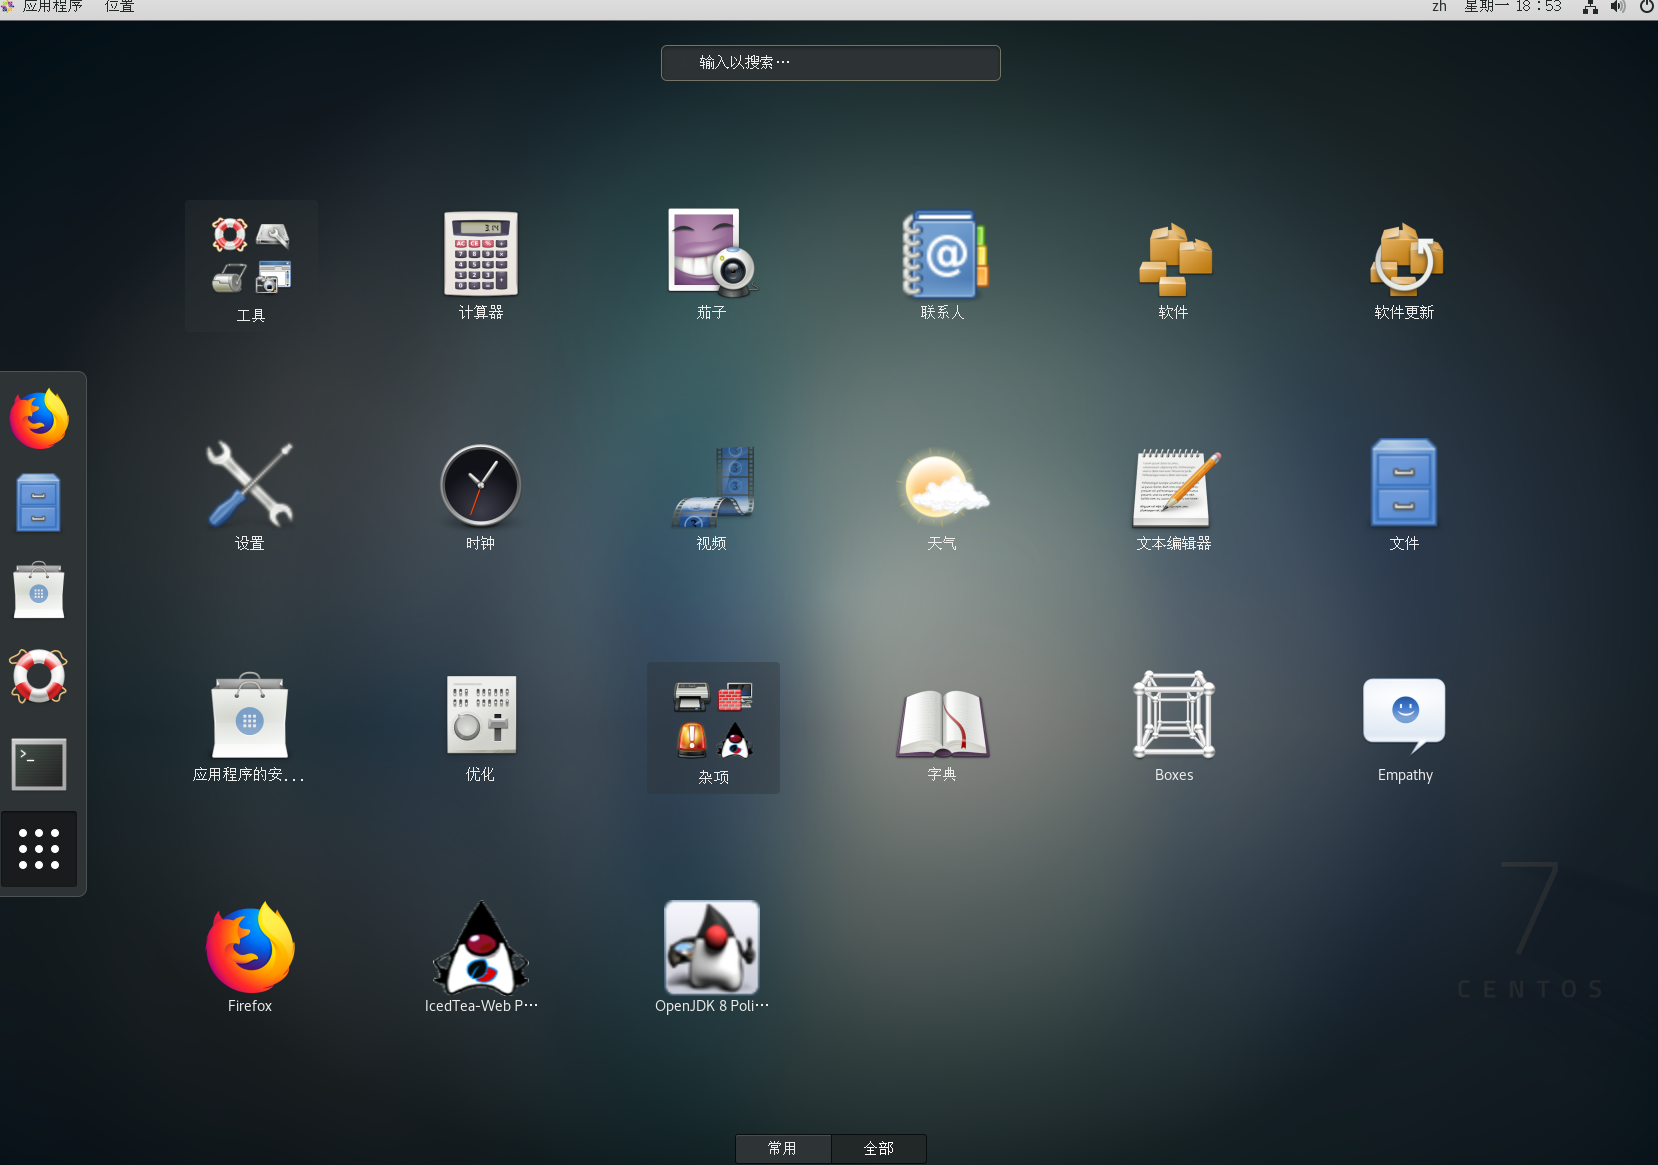 应用程序 位置 zh 星期一 18：53
输入以搜索…
工具 计算器 茄子 联系人 软件 软件更新
设置 时钟 视频 天气 文本编辑器 文件
应用程序的安... 优化 杂项 字典 Boxes Empathy
Firefox IcedTea-Web P… OpenJDK 8 Poli…
7
CENTOS
常用 全部